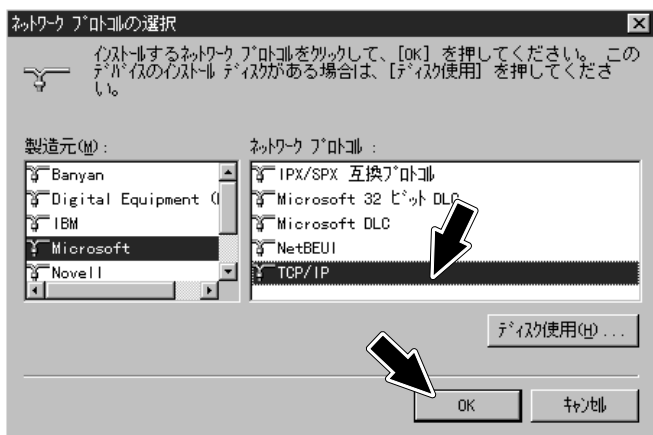 ﾈｯﾄﾜｰｸ ﾌﾟﾛﾄｺﾙの選択
ｲﾝｽﾄｰﾙするﾈｯﾄﾜｰｸ ﾌﾟﾛﾄｺﾙをｸﾘｯｸして、[OK] を押してください。 この
ﾃﾞﾊﾞｲｽのｲﾝｽﾄｰﾙ ﾃﾞｨｽｸがある場合は、[ﾃﾞｨｽｸ使用] を押してくださ
い。
製造元(M):
Banyan
Digital Equipment (
IBM
Microsoft
Novell
ﾈｯﾄﾜｰｸ ﾌﾟﾛﾄｺﾙ :
IPX/SPX 互換ﾌﾟﾛﾄｺﾙ
Microsoft 32 ﾋﾞｯﾄ DLC
Microsoft DLC
NetBEUI
TCP/IP
ﾃﾞｨｽｸ使用(H)...
OK
ｷｬﾝｾﾙ